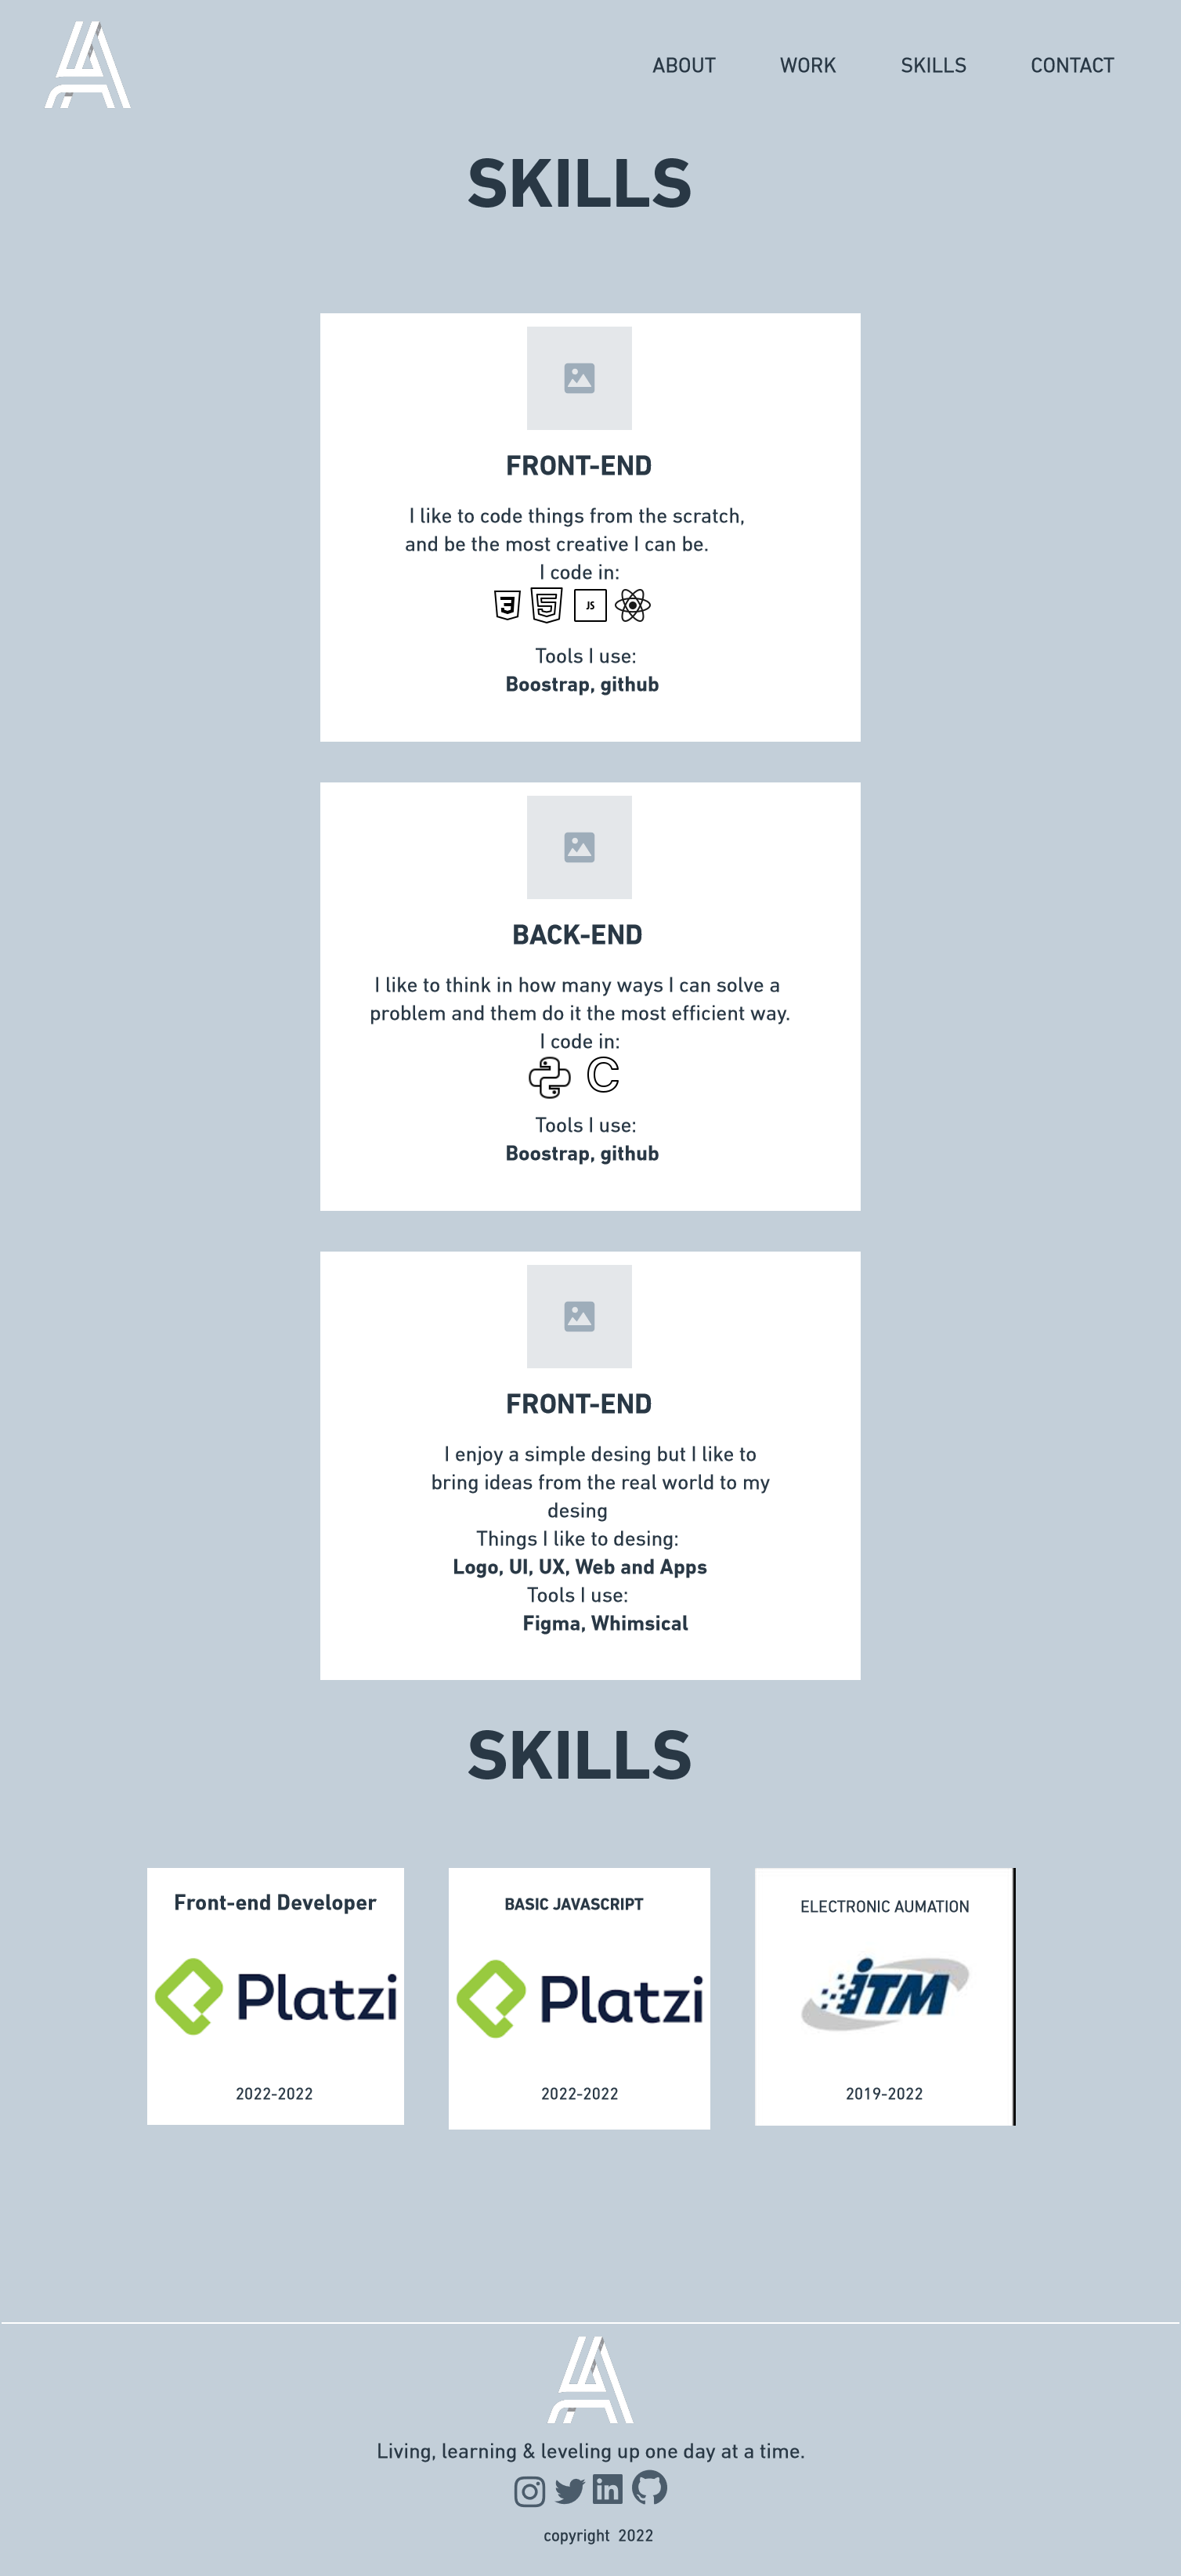 ABOUT WORK SKILLS CONTACT
SKILLS
FRONT-END
I like to code things from the scratch,
and be the most creative I can be.
I code in:
3 5 JS
Tools I use:
Boostrap, github
BACK-END
I like to think in how many ways I can solve a
problem and them do it the most efficient way.
I code in:
C
Tools I use:
Boostrap, github
FRONT-END
I enjoy a simple desing but I like to
bring ideas from the real world to my
desing
Things I like to desing:
Logo, UI, UX, Web and Apps
Tools I use:
Figma, Whimsical
SKILLS
Front-end Developer
Platzi
2022-2022
BASIC JAVASCRIPT
Platzi
2022-2022
ELECTRONIC AUMATION
iTM
2019-2022
Living, learning & leveling up one day at a time.
in
copyright 2022